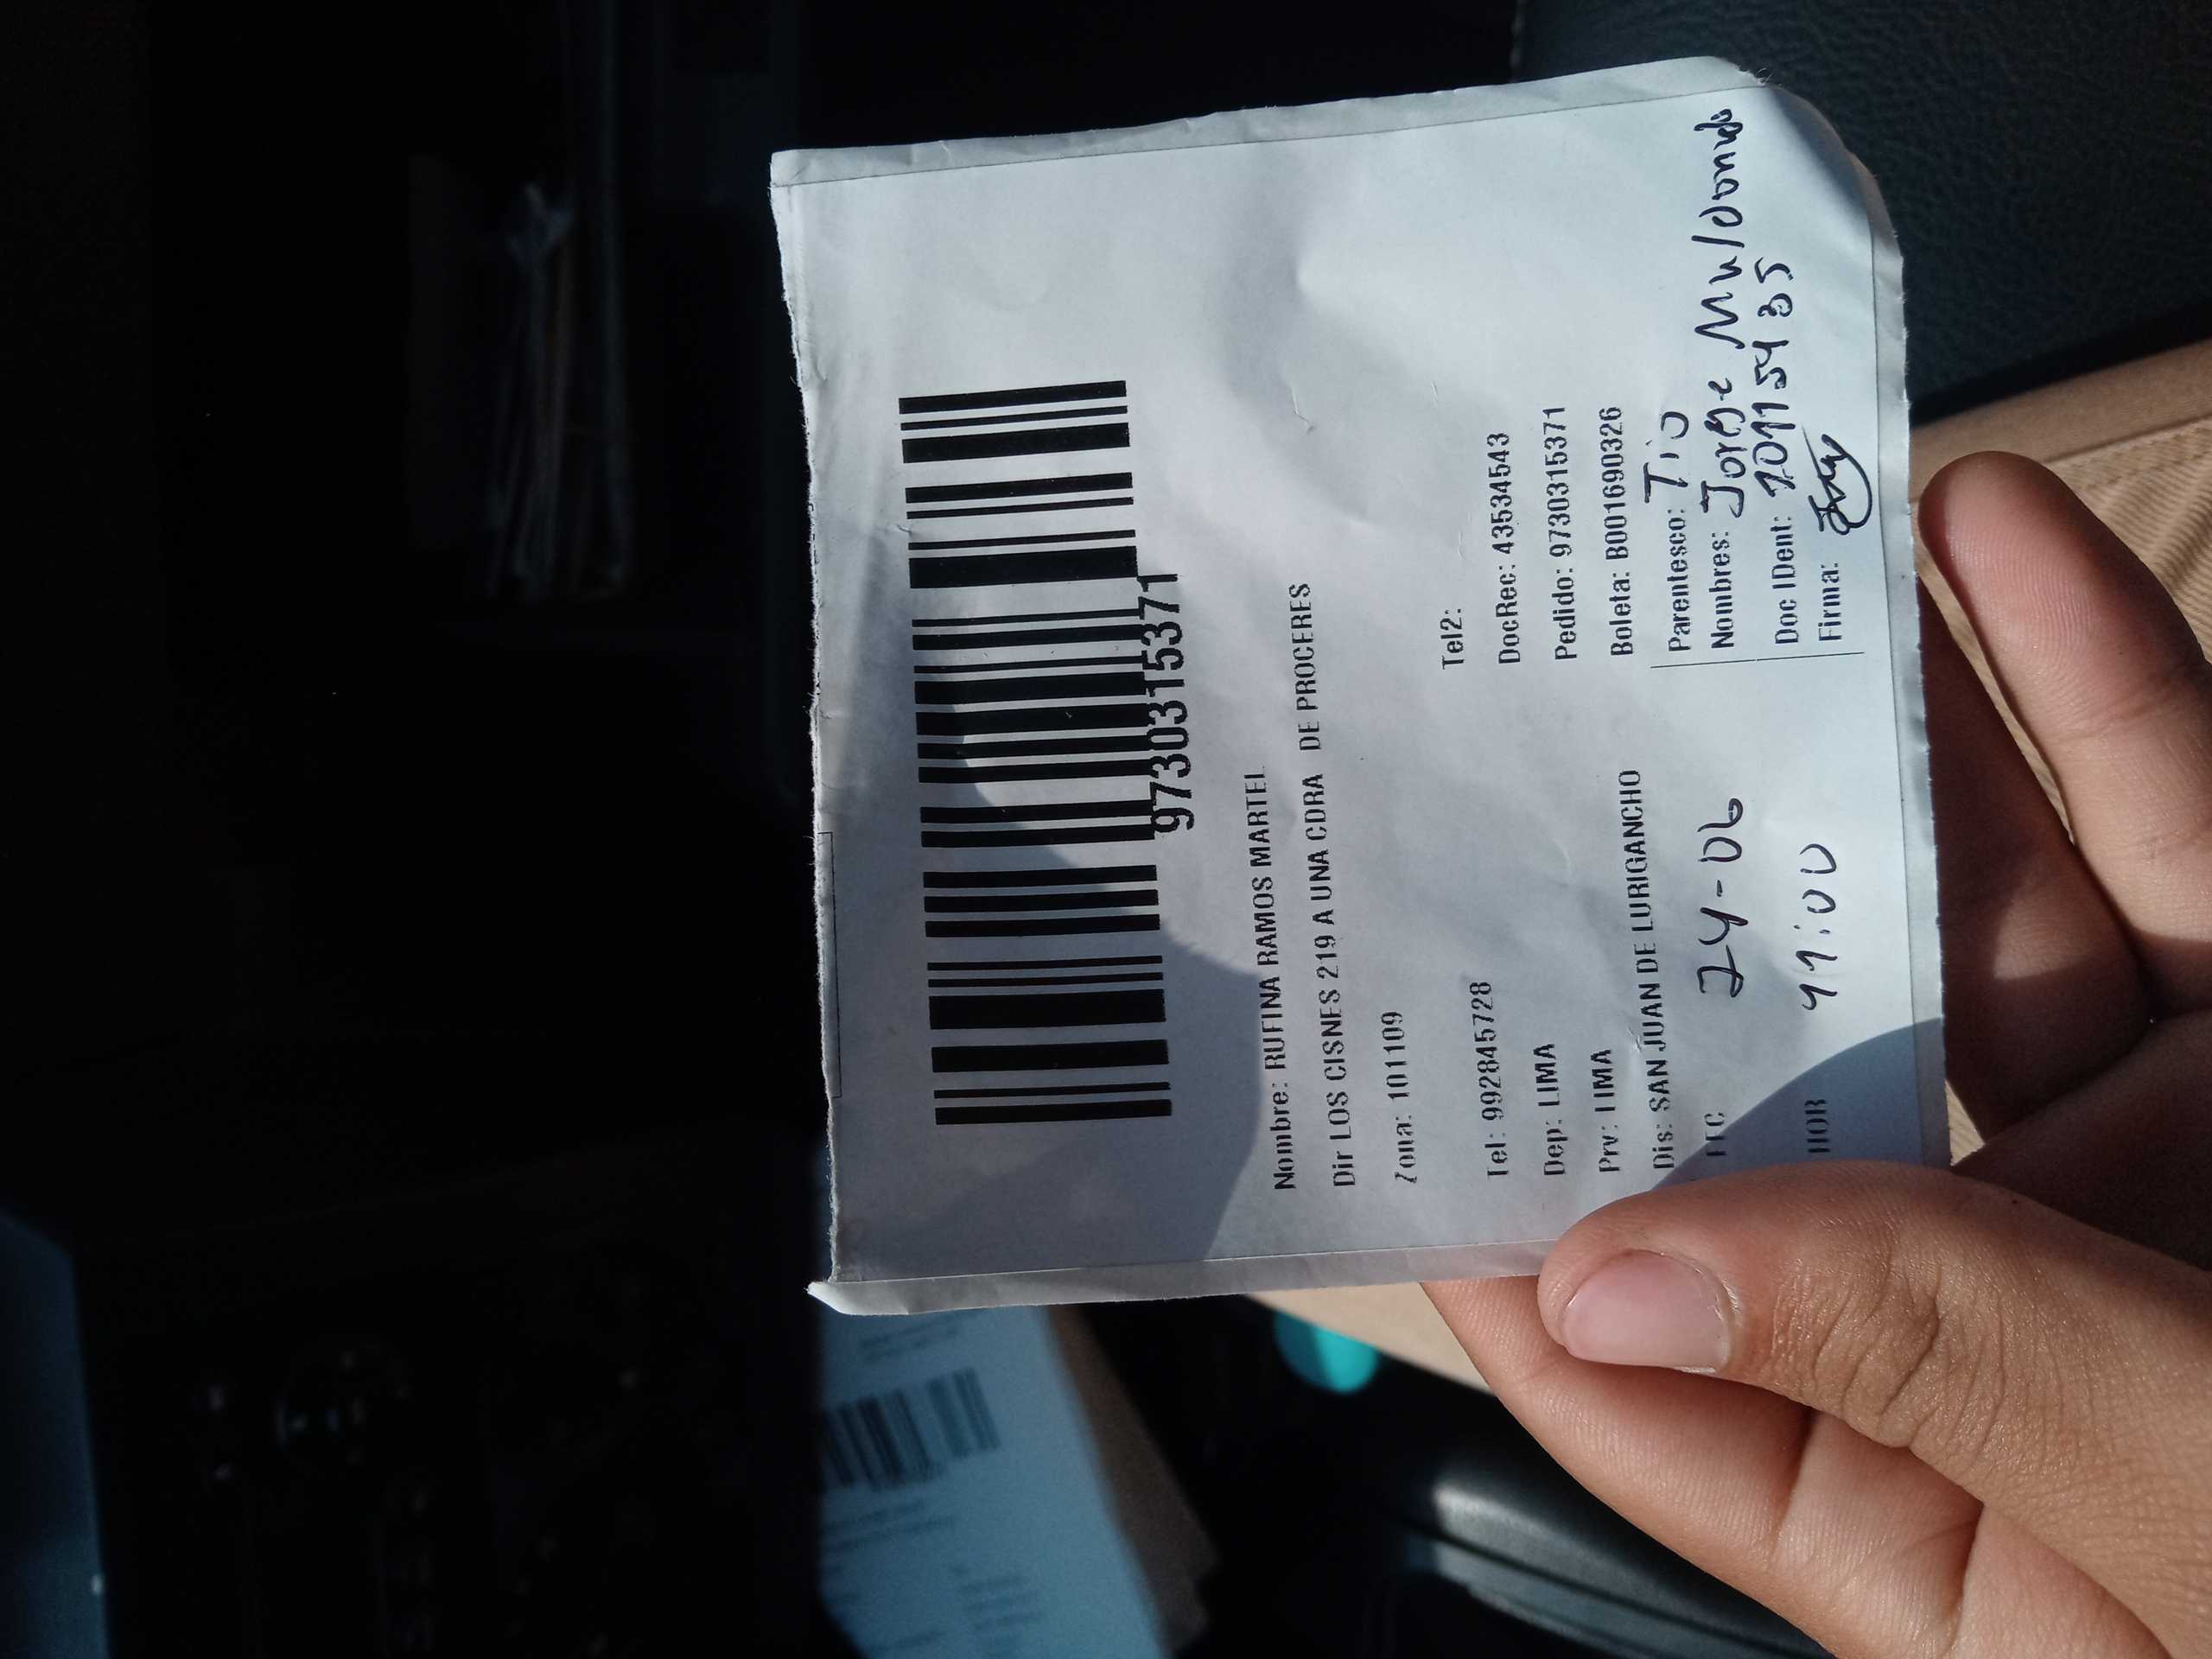 9730315371
Nombre: RUFINA RAMOS MARTEL
Dir LOS CISNES 219 A UNA CDRA DE PROCERES
Zona: 101109
Tel2:
Tel: 992845728
DocRec: 43534543
Dep: LIMA
Pedido: 9730315371
Prv: LIMA
Boleta: B001690326
Dis: SAN JUAN DE LURIGANCHO
Parentesco: Tio
FEC 24-06
Nombres: Jorge
Doc IDent:
HOR 11:00
Firma: